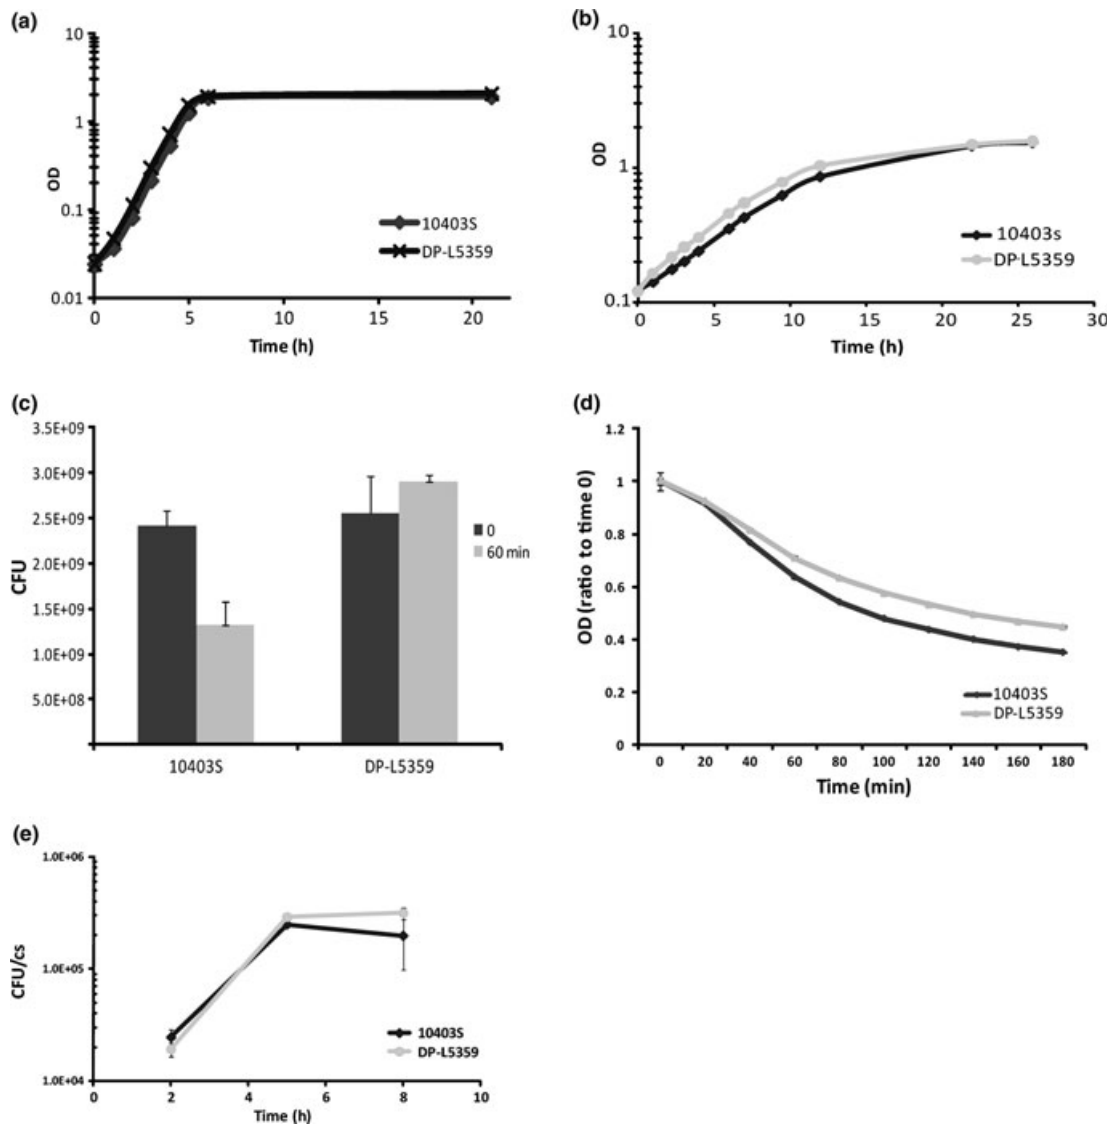 (a)
10
1
0.1
0.01
OD
0 5 10 15 20
Time (h)
10403S
DP-L5359
(b)
10
1
0.1
OD
0 5 10 15 20 25 30
Time (h)
10403s
DP-L5359
(c)
3.5E+09
3.0E+09
2.5E+09
2.0E+09
1.5E+09
1.0E+09
5.0E+08
CFU
10403S DP-L5359
0
60 min
(d)
1.2
1
0.8
0.6
0.4
0.2
0
OD (ratio to time 0)
0 20 40 60 80 100 120 140 160 180
Time (min)
10403S
DP-L5359
(e)
1.0E+06
1.0E+05
1.0E+04
CFU/cs
0 2 4 6 8 10
Time (h)
10403S
DP-L5359